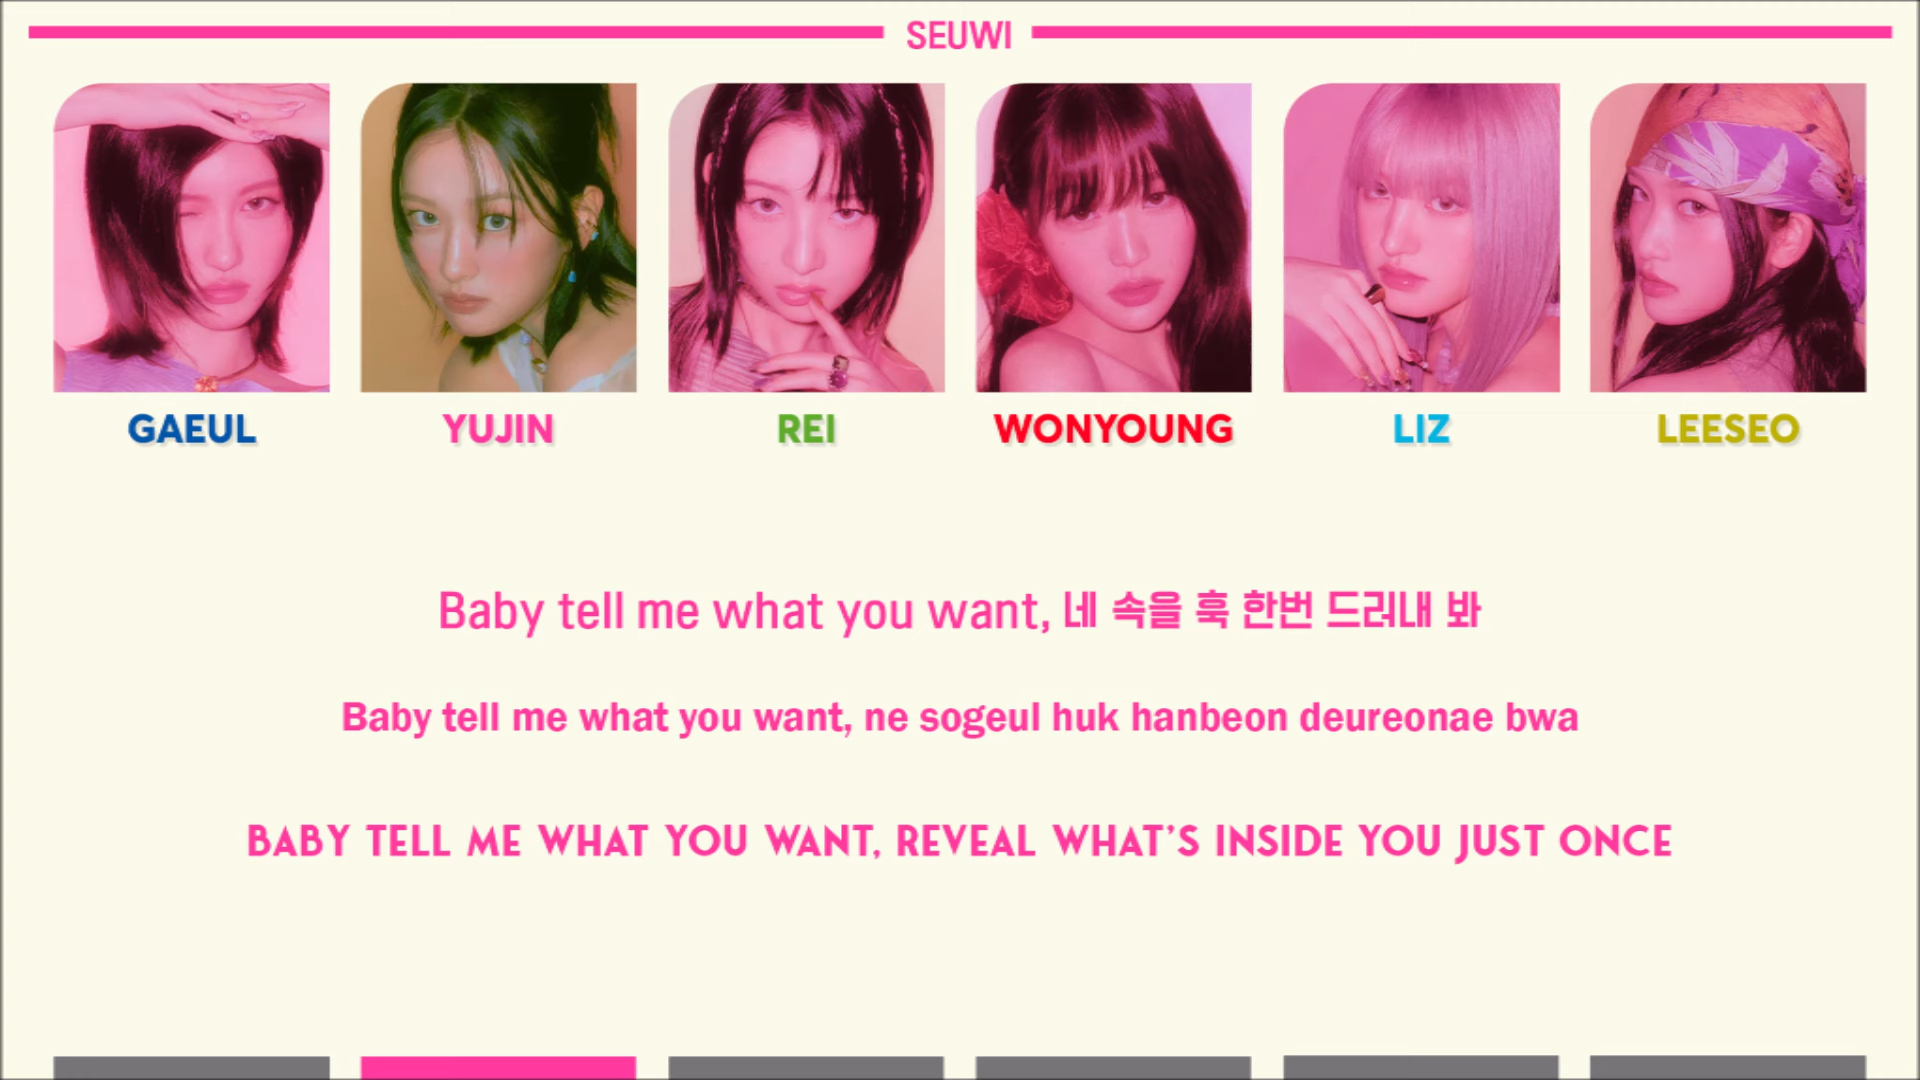 SEUWI
GAEUL
YUJIN
REI
WONYOUNG
LIZ
LEESEO
Baby tell me what you want, 네 속을 훅 한번 드러내 봐
Baby tell me what you want, ne sogeul huk hanbeon deureonae bwa
BABY TELL ME WHAT YOU WANT, REVEAL WHAT'S INSIDE YOU JUST ONCE